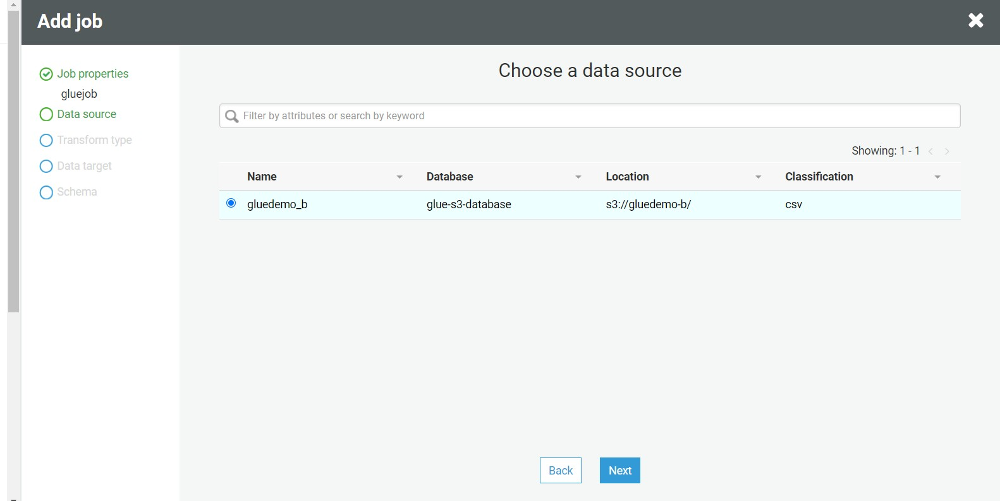 Add job
Job properties
gluejob
Data source
Transform type
Data target
Schema
Choose a data source
Filter by attributes or search by keyword
Showing: 1 - 1 < >
Name Database Location Classification
gluedemo_b glue-s3-database s3://gluedemo-b/ csv
Back Next